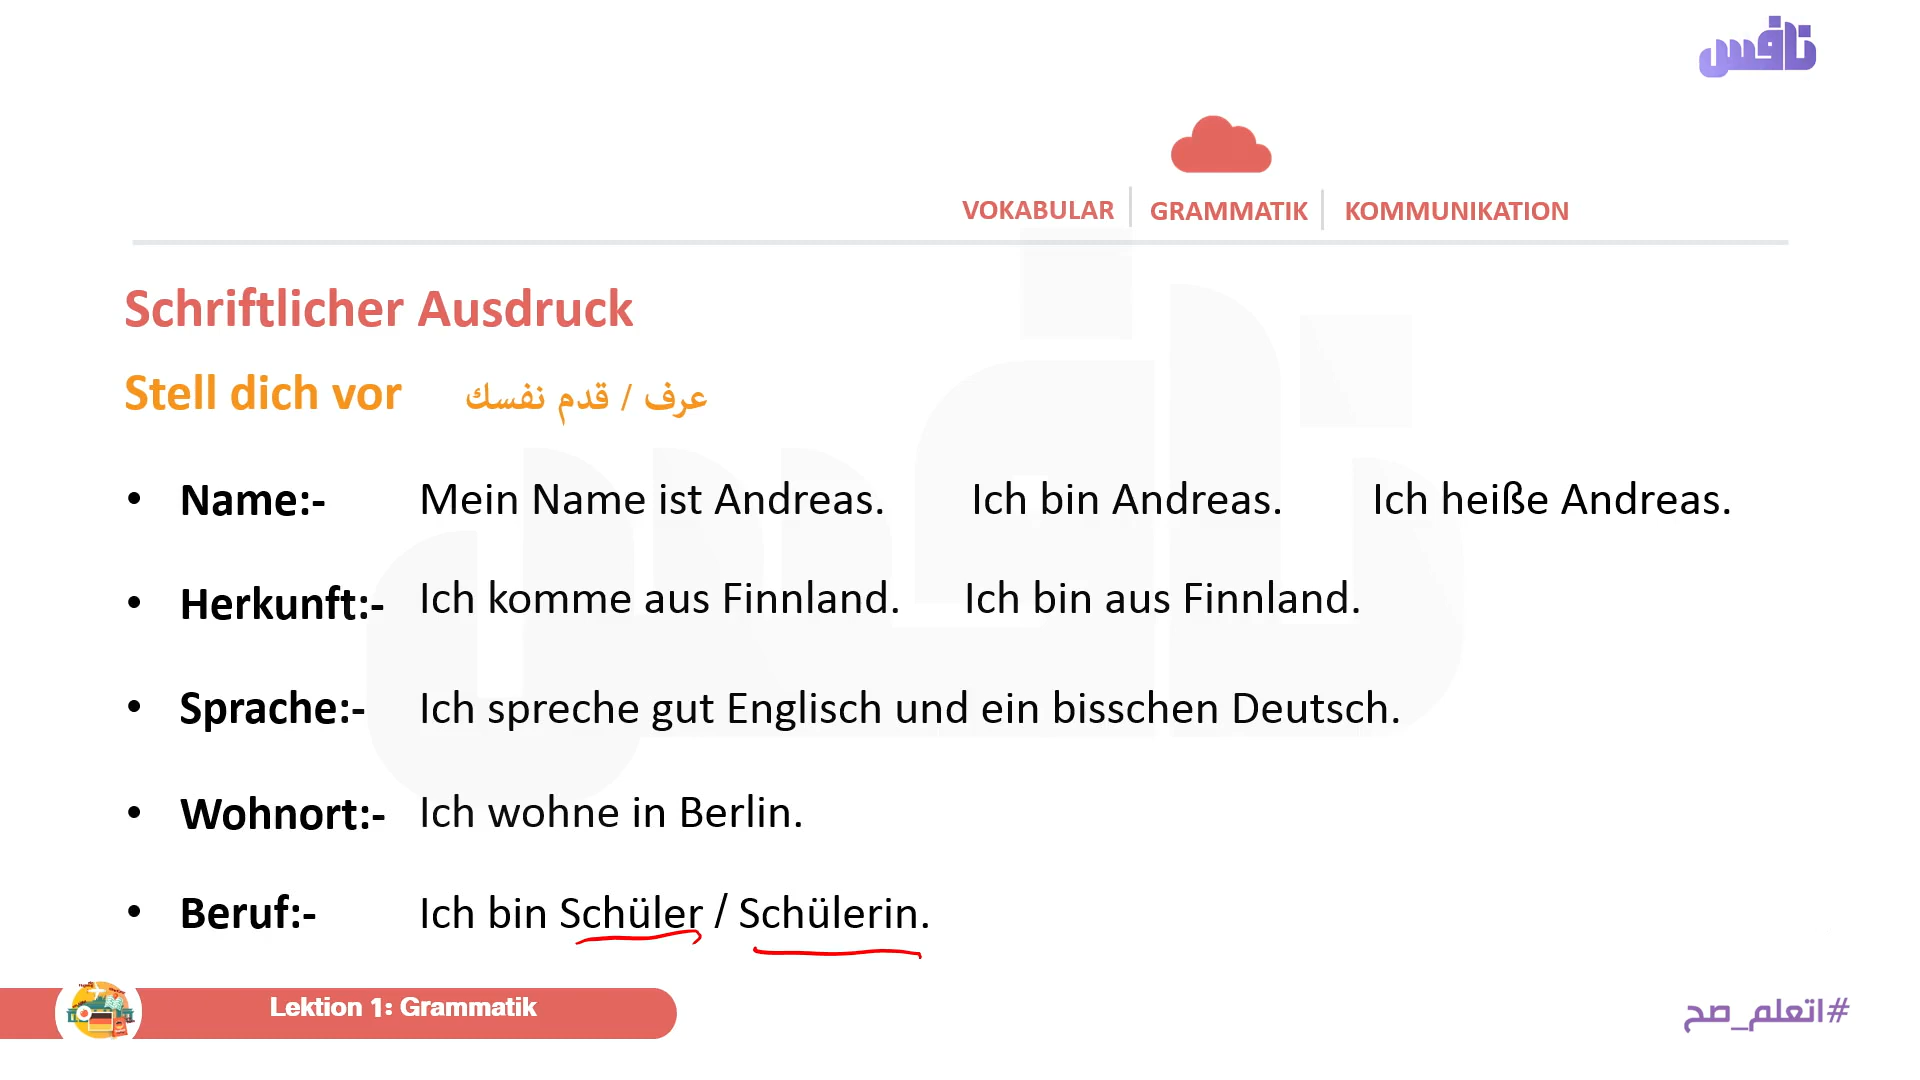 نافس
VOKABULAR | GRAMMATIK | KOMMUNIKATION
Schriftlicher Ausdruck
Stell dich vor عرف / قدم نفسك
• Name:- Mein Name ist Andreas. Ich bin Andreas. Ich heiße Andreas.
• Herkunft:- Ich komme aus Finnland. Ich bin aus Finnland.
• Sprache:- Ich spreche gut Englisch und ein bisschen Deutsch.
• Wohnort:- Ich wohne in Berlin.
• Beruf:- Ich bin Schüler / Schülerin.
Lektion 1: Grammatik
#اتعلم_صح